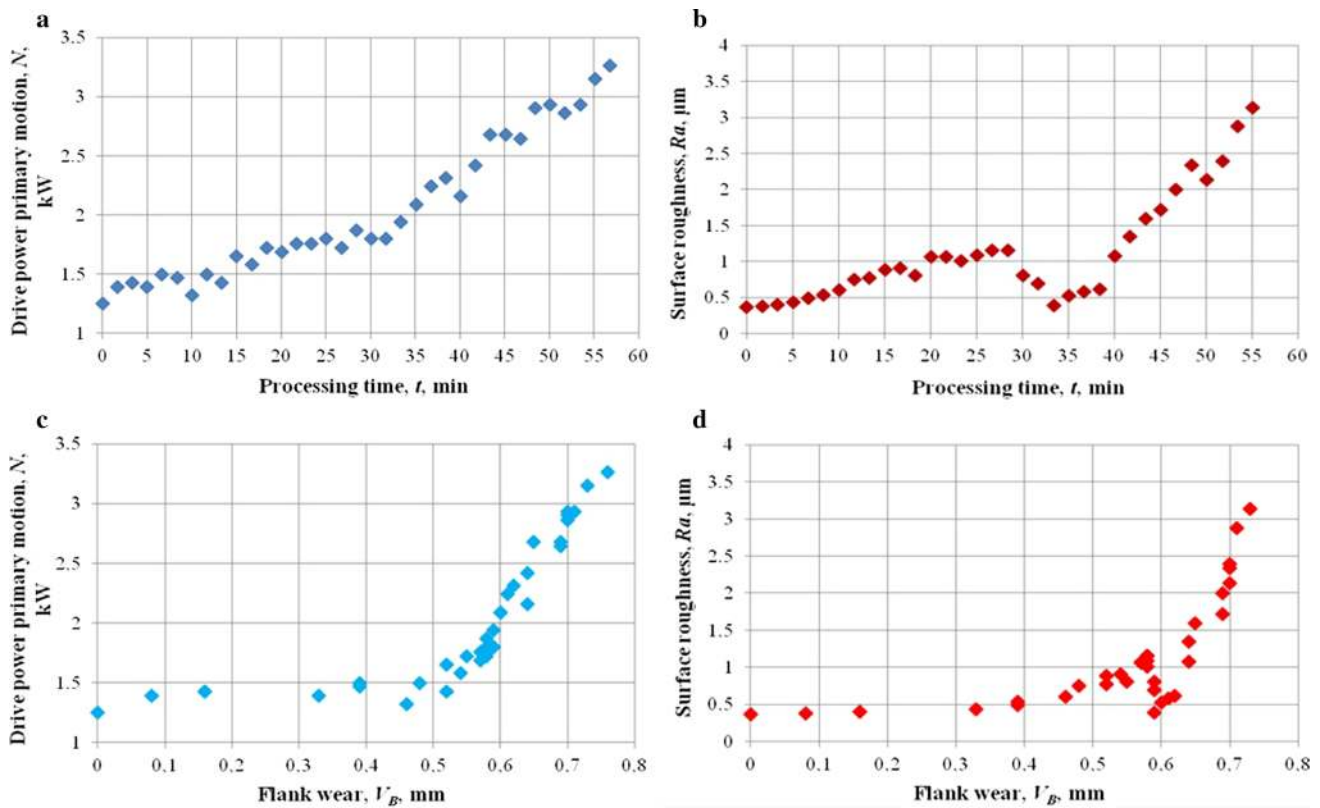 a
Drive power primary motion, N,
kW
3.5
3
2.5
2
1.5
1
0 5 10 15 20 25 30 35 40 45 50 55 60
Processing time, t, min
b
Surface roughness, Ra, µm
4
3.5
3
2.5
2
1.5
1
0.5
0
0 5 10 15 20 25 30 35 40 45 50 55 60
Processing time, t, min
c
Drive power primary motion, N,
kW
3.5
3
2.5
2
1.5
1
0 0.1 0.2 0.3 0.4 0.5 0.6 0.7 0.8
Flank wear, V_B, mm
d
Surface roughness, Ra, µm
4
3.5
3
2.5
2
1.5
1
0.5
0
0 0.1 0.2 0.3 0.4 0.5 0.6 0.7 0.8
Flank wear, V_B, mm